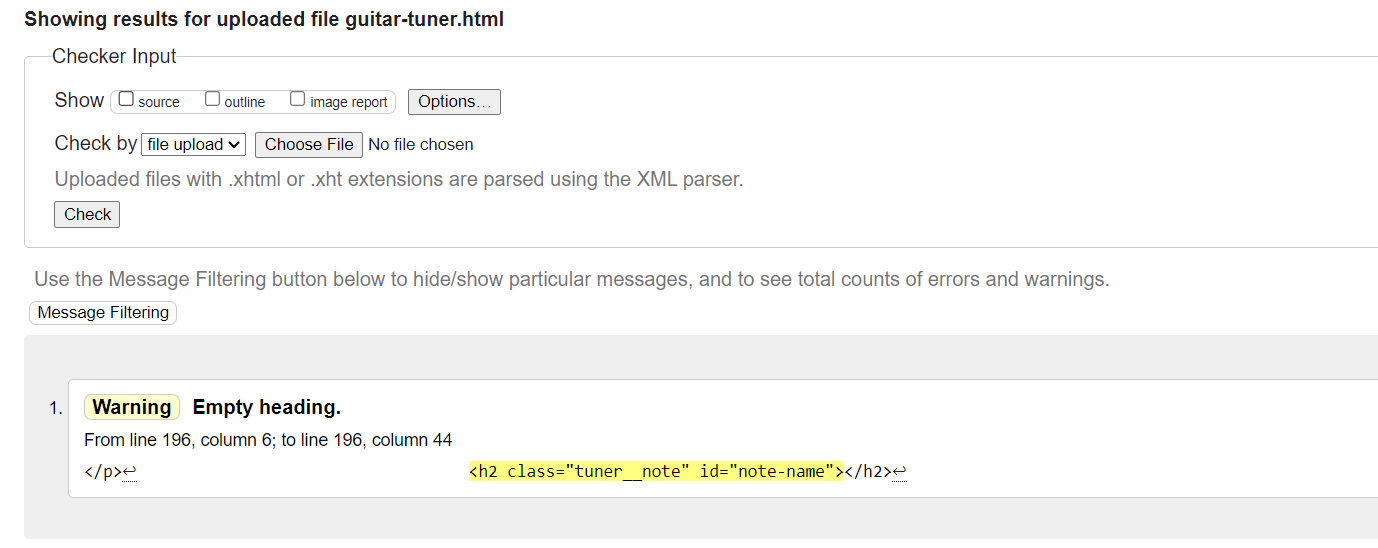 Showing results for uploaded file guitar-tuner.html
Checker Input
Show source outline image report Options…
Check by file upload Choose File No file chosen
Uploaded files with .xhtml or .xht extensions are parsed using the XML parser.
Check
Use the Message Filtering button below to hide/show particular messages, and to see total counts of errors and warnings.
Message Filtering
1. Warning Empty heading.
From line 196, column 6; to line 196, column 44
</p>↩ <h2 class="tuner__note" id="note-name"></h2>↩